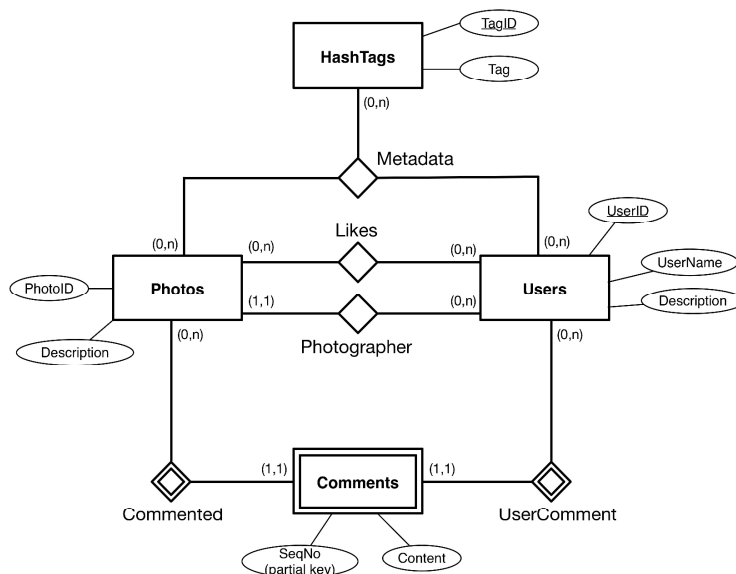 TagID
HashTags
Tag
(0,n)
Metadata
UserID
Likes
(0,n)
(0,n)
(0,n)
(0,n)
UserName
PhotoID
Photos
Users
(1,1)
(0,n)
Description
Photographer
Description
(0,n)
(0,n)
(1,1)
(1,1)
Comments
Commented
UserComment
SeqNo
(partial key)
Content